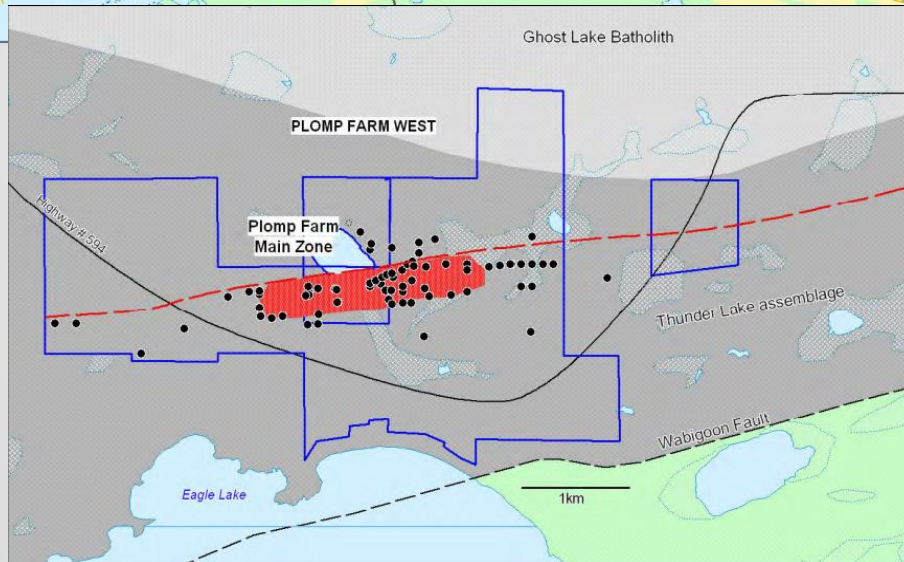 Ghost Lake Batholith
PLOMP FARM WEST
Highway # 594
Plomp Farm
Main Zone
Thunder Lake assemblage
Wabigoon Fault
Eagle Lake
1km